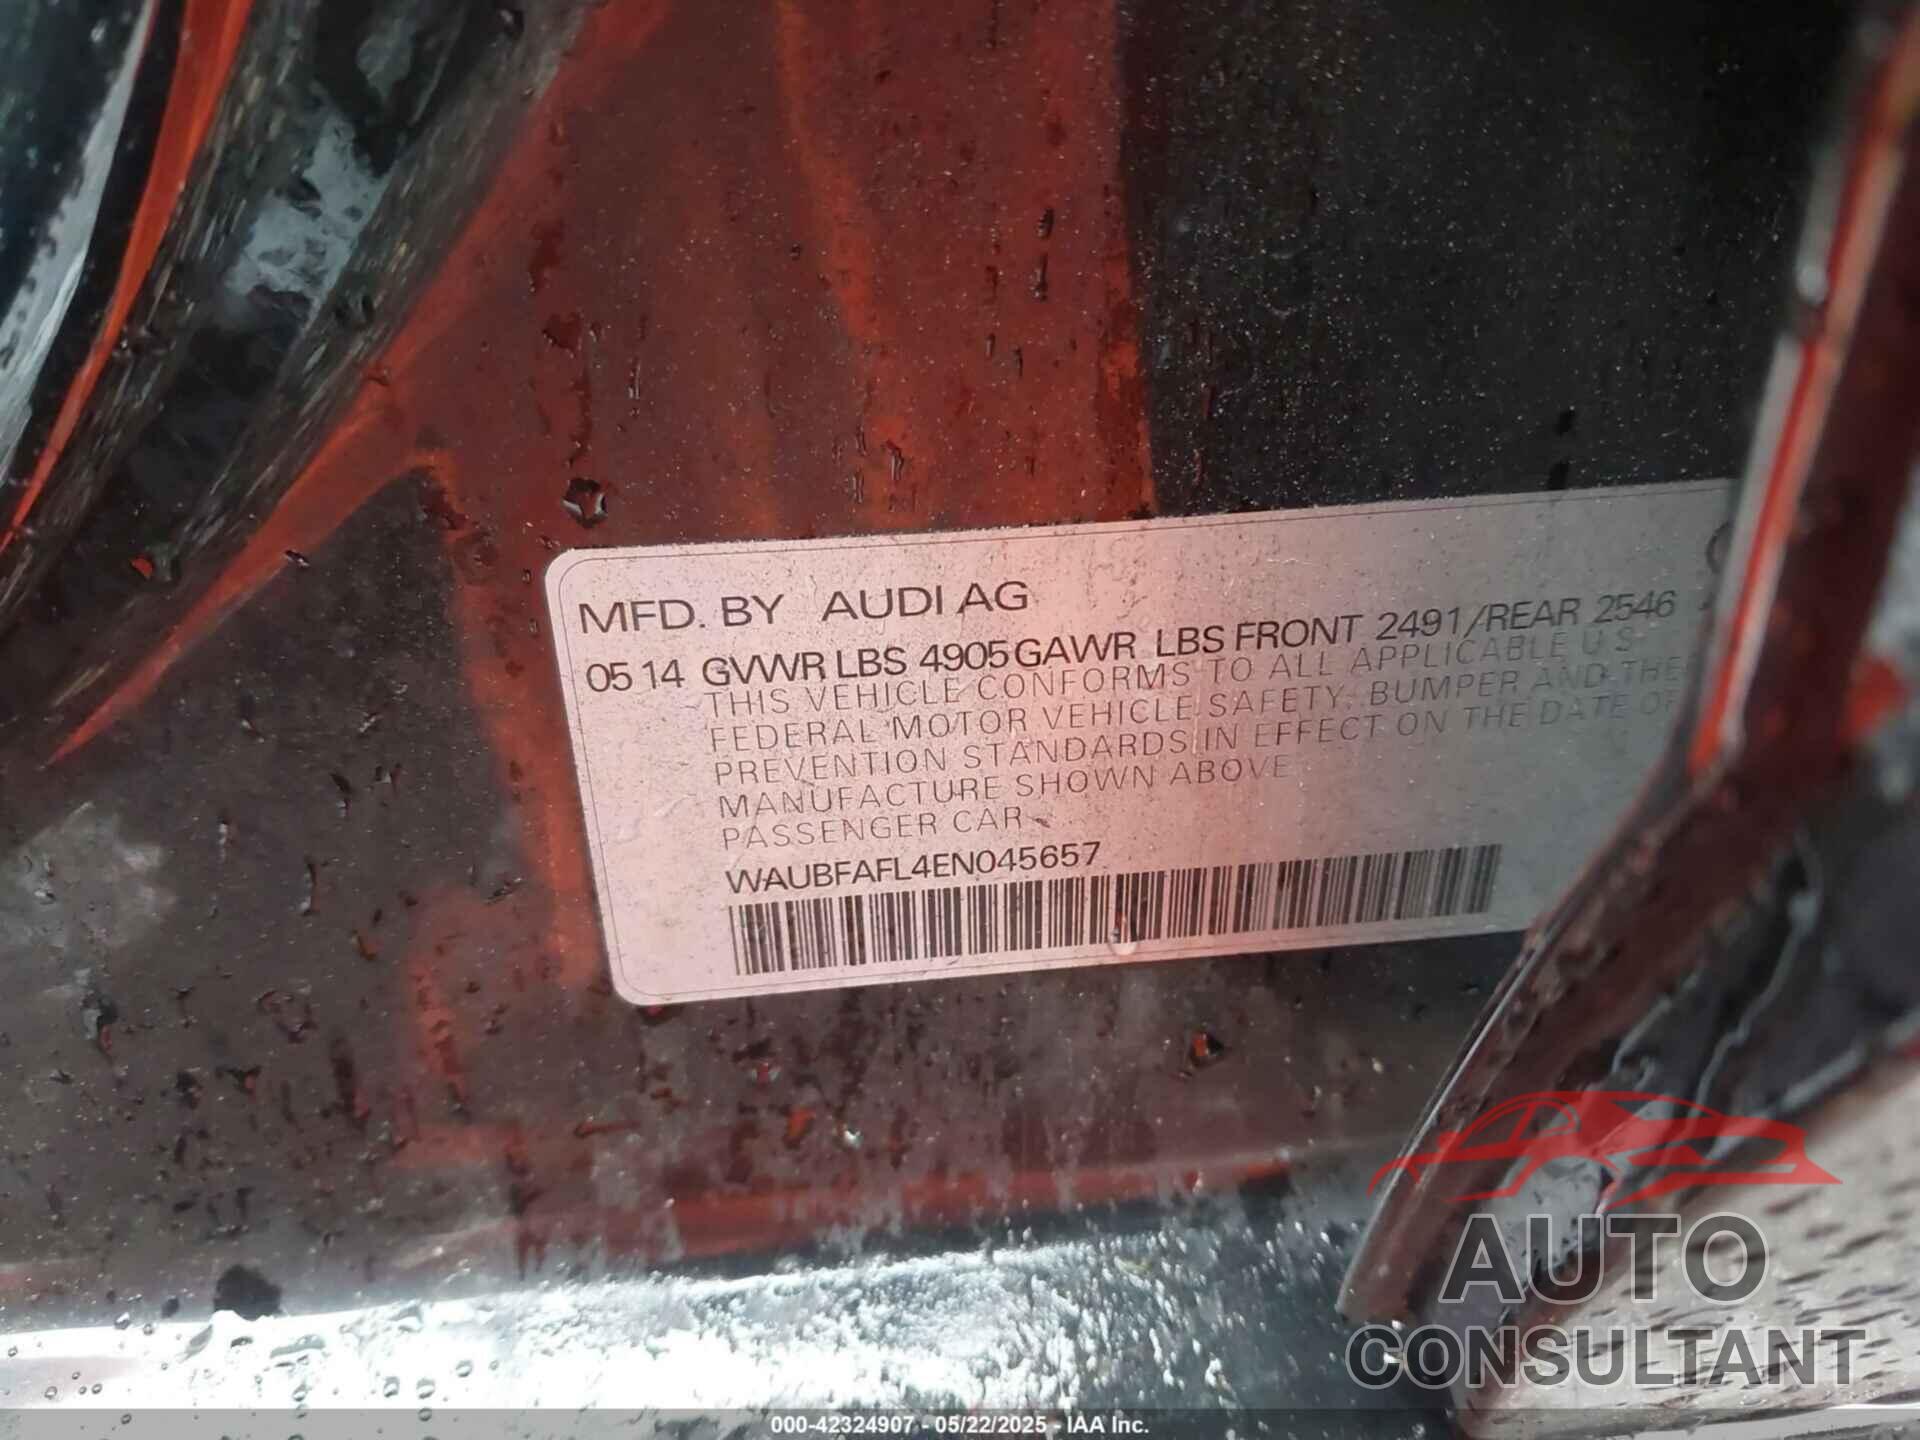 MFD. BY AUDI AG
05 14 GVWR LBS 4905 GAWR LBS FRONT 2491/REAR 2546
THIS VEHICLE CONFORMS TO ALL APPLICABLE U S
FEDERAL MOTOR VEHICLE SAFETY, BUMPER AND THE
PREVENTION STANDARDS IN EFFECT ON THE DATE OF
MANUFACTURE SHOWN ABOVE
PASSENGER CAR
WAUBFAFL4EN045657
AUTO
CONSULTANT
000-42324907 - 05/22/2025 - IAA Inc.